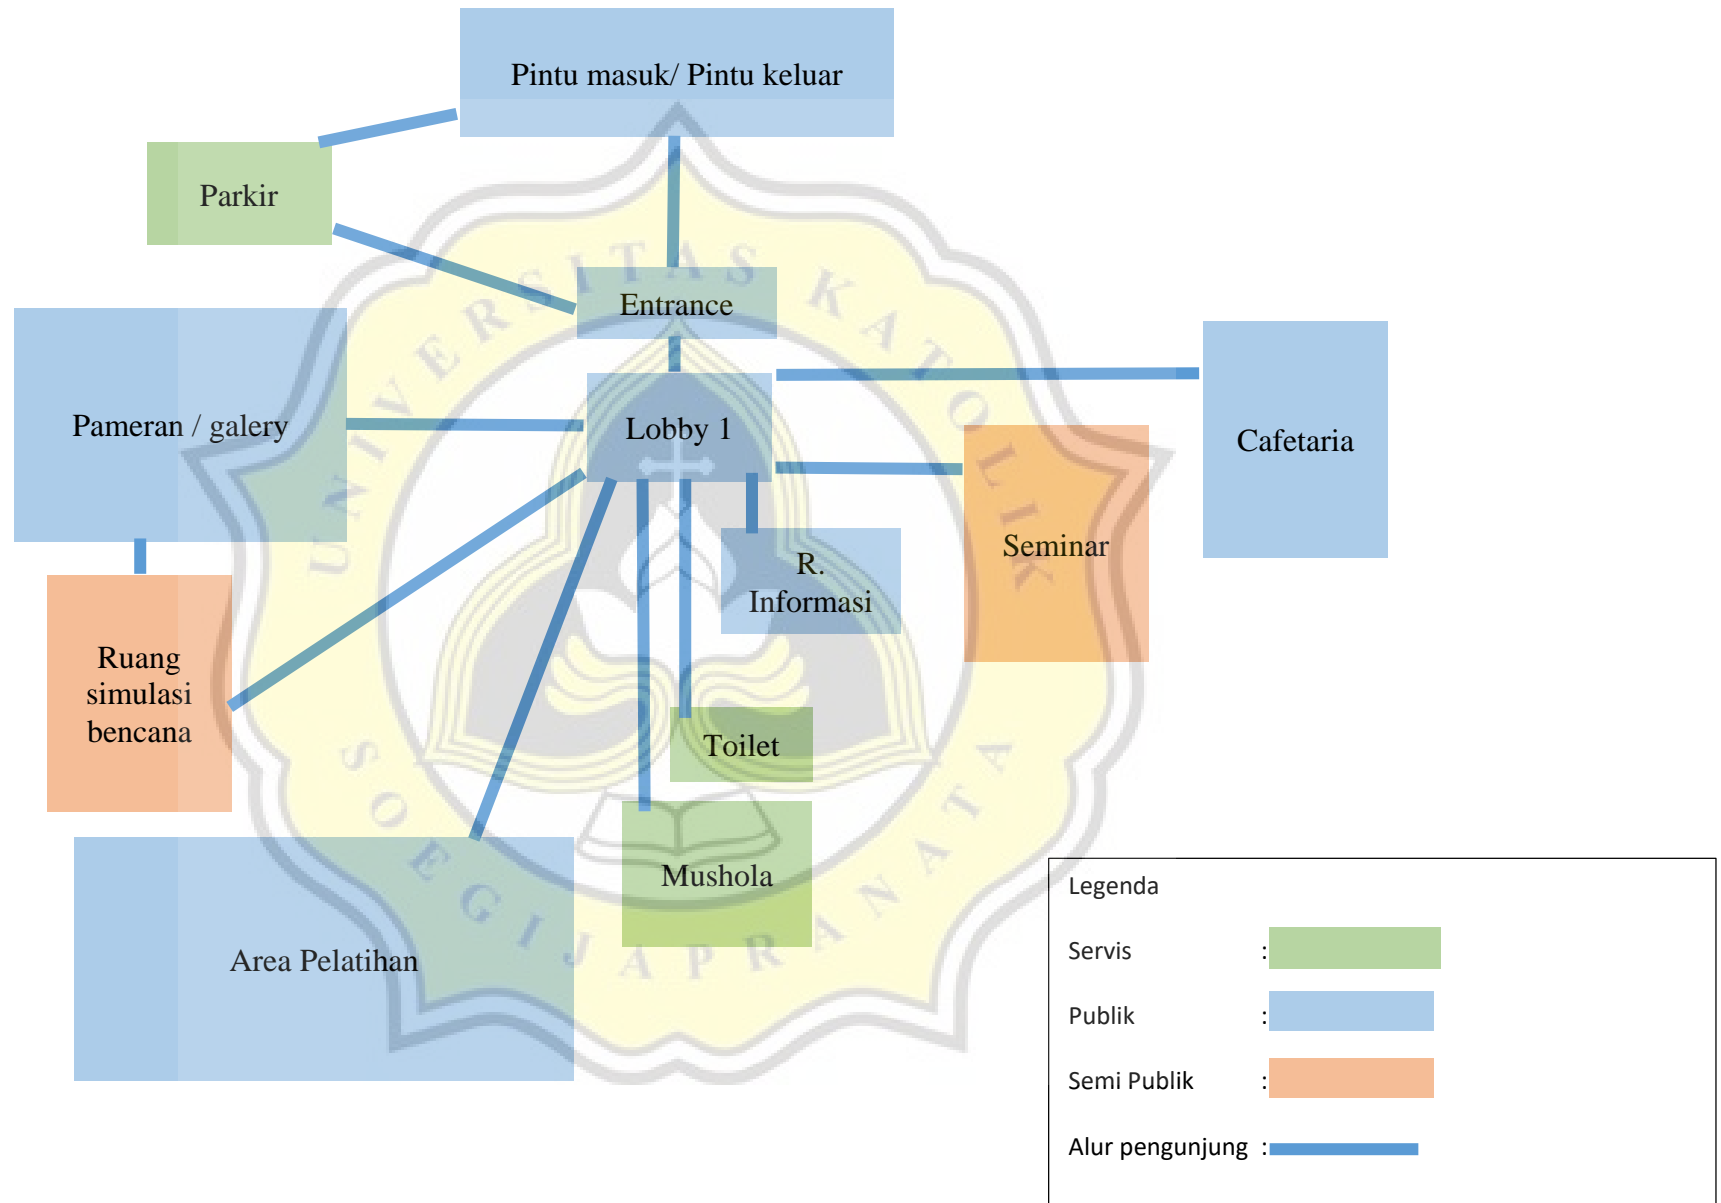 Pintu masuk/ Pintu keluar
Parkir
Entrance
Pameran / galery
Lobby 1
Cafetaria
Seminar
R.
Informasi
Ruang
simulasi
bencana
Toilet
Mushola
Area Pelatihan
UNIVERSITAS KATOLIK
SOEGIJAPRANATA
Legenda
Servis :
Publik :
Semi Publik :
Alur pengunjung :